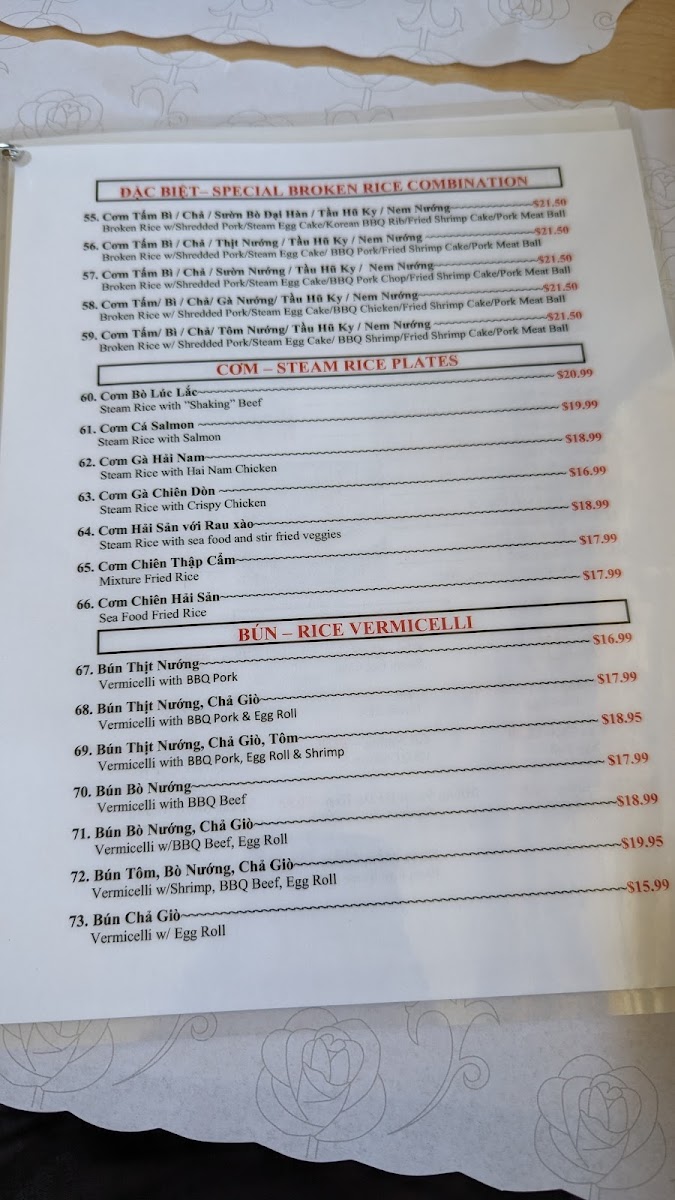 ĐẶC BIỆT– SPECIAL BROKEN RICE COMBINATION
55. Cơm Tấm Bì / Chả / Sườn Bò Đại Hàn / Tầu Hũ Ky / Nem Nướng~$21.50
Broken Rice w/Shredded Pork/Steam Egg Cake/Korean BBQ Rib/Fried Shrimp Cake/Pork Meat Ball
56. Cơm Tấm Bì / Chả / Thịt Nướng / Tầu Hũ Ky / Nem Nướng~$21.50
Broken Rice w/Shredded Pork/Steam Egg Cake/ BBQ Pork/Fried Shrimp Cake/Pork Meat Ball
57. Cơm Tấm Bì / Chả / Sườn Nướng / Tầu Hũ Ky / Nem Nướng~$21.50
Broken Rice w/Shredded Pork/Steam Egg Cake/BBQ Pork Chop/Fried Shrimp Cake/Pork Meat Ball
58. Cơm Tấm/ Bì / Chả/ Gà Nướng/ Tầu Hũ Ky / Nem Nướng~$21.50
Broken Rice w/ Shredded Pork/Steam Egg Cake/BBQ Chicken/Fried Shrimp Cake/Pork Meat Ball
59. Cơm Tấm/ Bì / Chả/ Tôm Nướng/ Tầu Hũ Ky / Nem Nướng ~$21.50
Broken Rice w/ Shredded Pork/Steam Egg Cake/ BBQ Shrimp/Fried Shrimp Cake/Pork Meat Ball
CƠM – STEAM RICE PLATES
60. Cơm Bò Lúc Lắc~$20.99
Steam Rice with "Shaking" Beef
61. Cơm Cá Salmon ~$19.99
Steam Rice with Salmon
62. Cơm Gà Hải Nam~$18.99
Steam Rice with Hai Nam Chicken
63. Cơm Gà Chiên Dòn ~$16.99
Steam Rice with Crispy Chicken
64. Cơm Hải Sản với Rau xào~$18.99
Steam Rice with sea food and stir fried veggies
65. Cơm Chiên Thập Cẩm~$17.99
Mixture Fried Rice
66. Cơm Chiên Hải Sản~$17.99
Sea Food Fried Rice
BÚN – RICE VERMICELLI
67. Bún Thịt Nướng~$16.99
Vermicelli with BBQ Pork
68. Bún Thịt Nướng, Chả Giò~$17.99
Vermicelli with BBQ Pork & Egg Roll
69. Bún Thịt Nướng, Chả Giò, Tôm~$18.95
Vermicelli with BBQ Pork, Egg Roll & Shrimp
70. Bún Bò Nướng~$17.99
Vermicelli with BBQ Beef
71. Bún Bò Nướng, Chả Giò~$18.99
Vermicelli w/BBQ Beef, Egg Roll
72. Bún Tôm, Bò Nướng, Chả Giò~$19.95
Vermicelli w/Shrimp, BBQ Beef, Egg Roll
73. Bún Chả Giò~$15.99
Vermicelli w/ Egg Roll